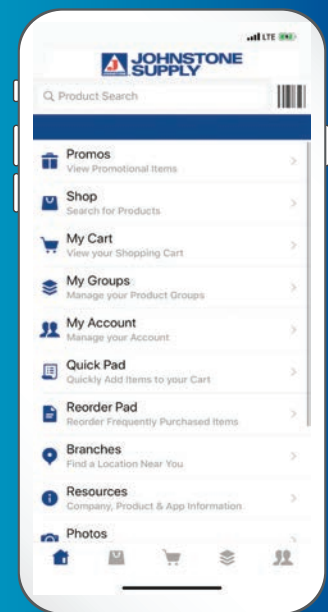 LTE
JOHNSTONE
SUPPLY
Product Search
Promos
View Promotional Items
Shop
Search for Products
My Cart
View your Shopping Cart
My Groups
Manage your Product Groups
My Account
Manage your Account
Quick Pad
Quickly Add Items to your Cart
Reorder Pad
Reorder Frequently Purchased Items
Branches
Find a Location Near You
Resources
Company, Product & App Information
Photos